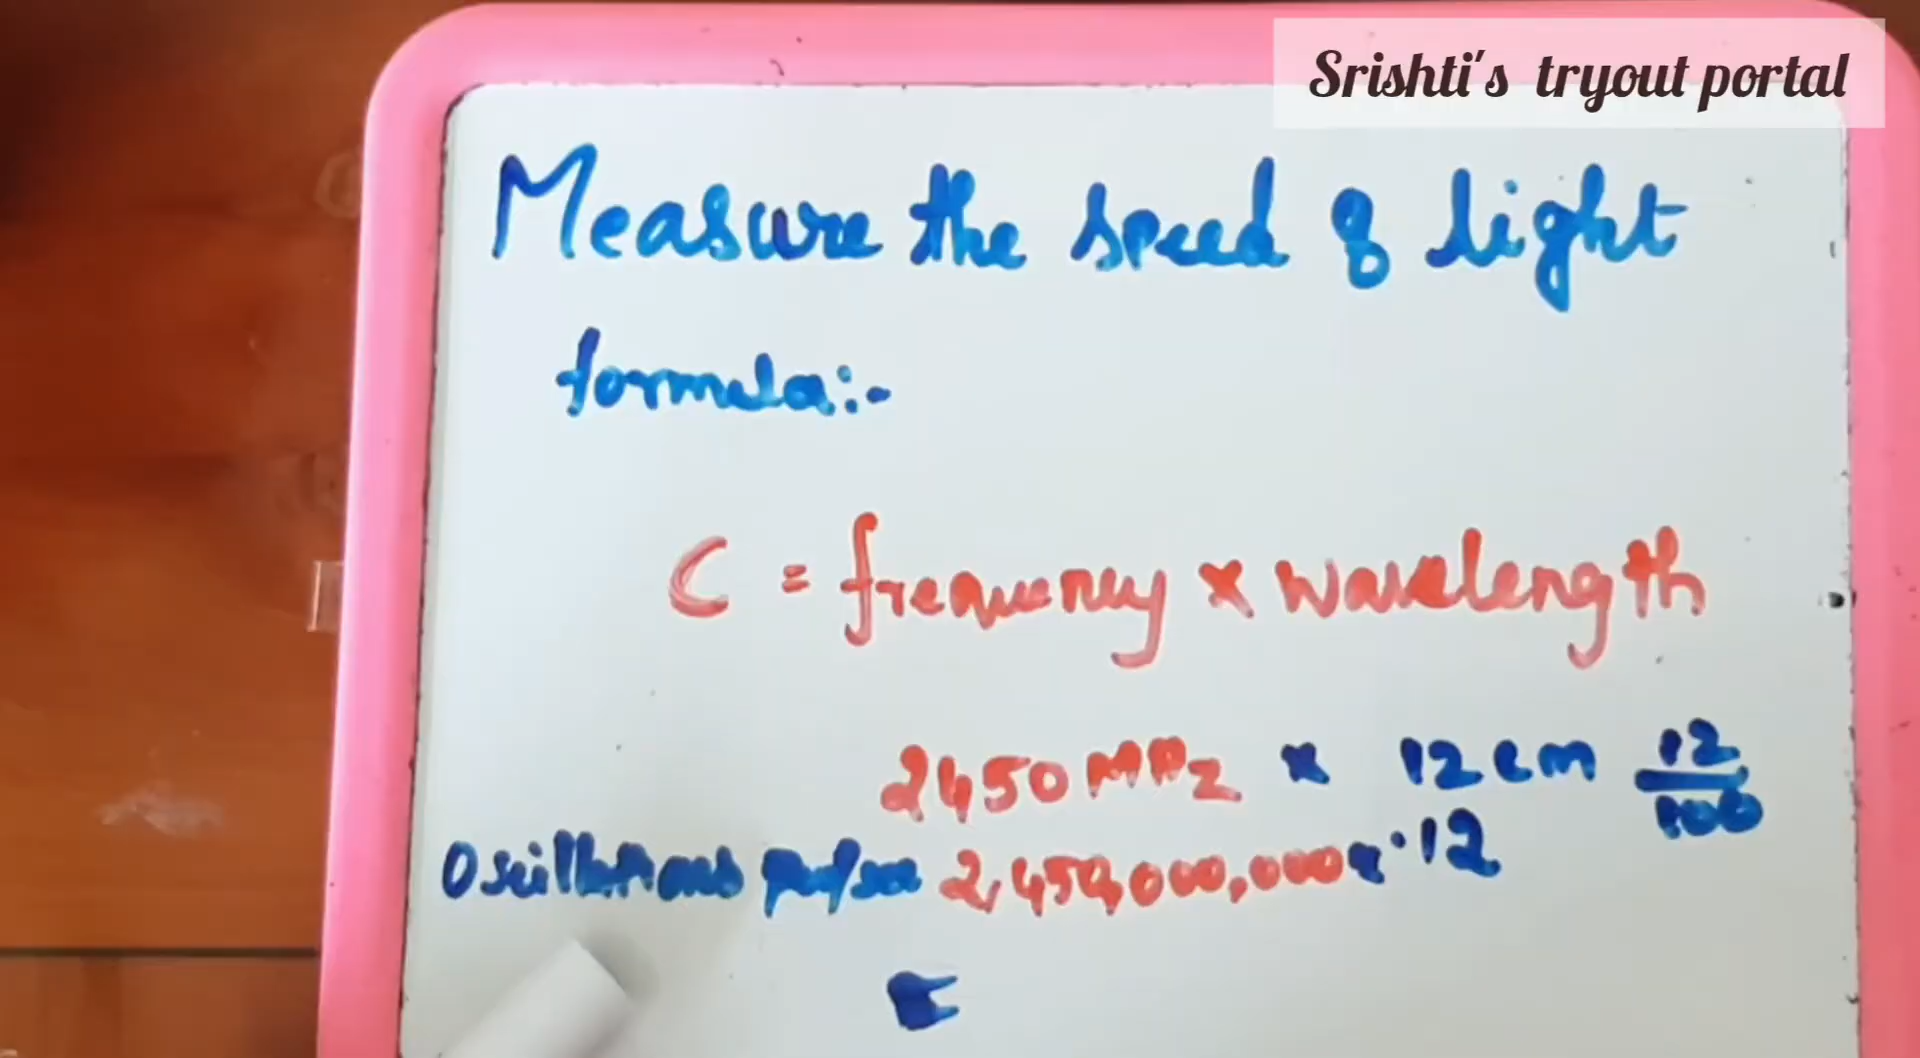 Srishti's tryout portal
Measure the speed of light
formula:-
C = frequency x wavelength
2450 MHz x 12 cm 12/100
Oscillations per/sec 2,450,000,000 x .12
=